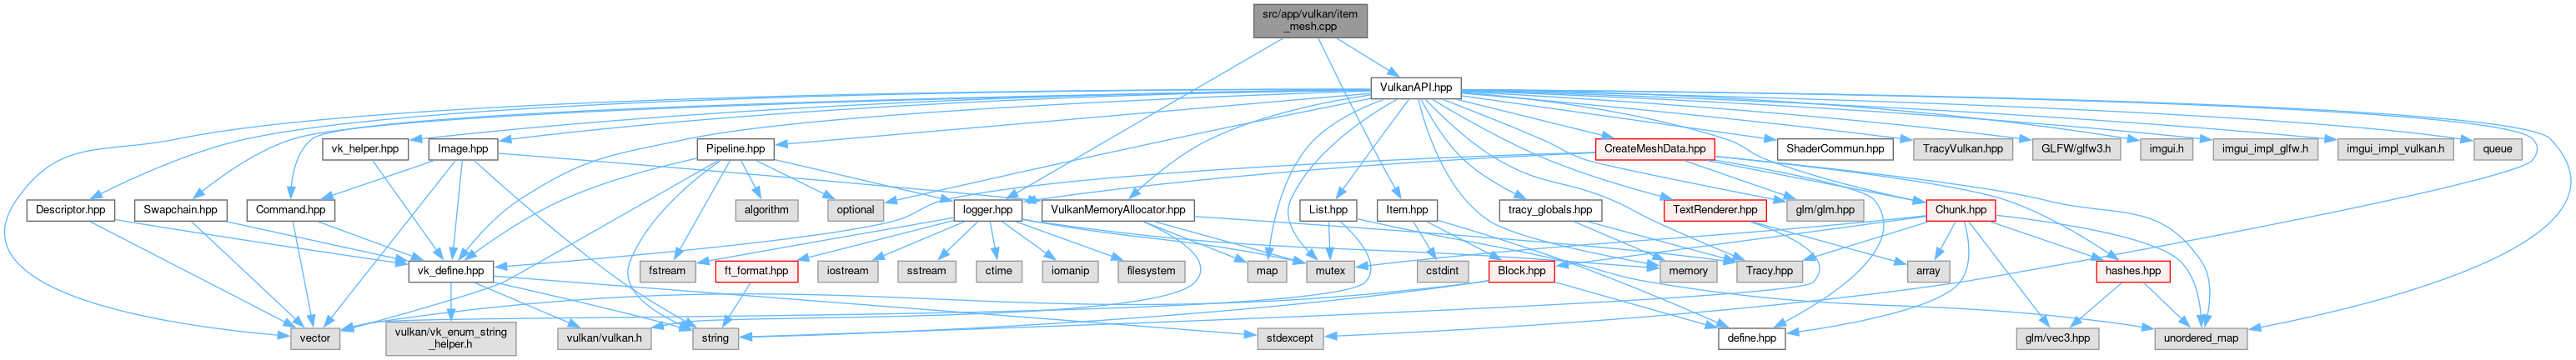 src/app/vulkan/item
_mesh.cpp
VulkanAPI.hpp
vk_helper.hpp
Image.hpp
Pipeline.hpp
CreateMeshData.hpp
ShaderCommun.hpp
TracyVulkan.hpp
GLFW/glfw3.h
imgui.h
imgui_impl_glfw.h
imgui_impl_vulkan.h
queue
Descriptor.hpp
Swapchain.hpp
Command.hpp
algorithm
optional
logger.hpp
VulkanMemoryAllocator.hpp
List.hpp
Item.hpp
tracy_globals.hpp
TextRenderer.hpp
glm/glm.hpp
Chunk.hpp
vk_define.hpp
fstream
ft_format.hpp
iostream
sstream
ctime
iomanip
filesystem
map
mutex
cstdint
Block.hpp
memory
Tracy.hpp
array
hashes.hpp
vector
vulkan/vk_enum_string
_helper.h
vulkan/vulkan.h
string
stdexcept
define.hpp
glm/vec3.hpp
unordered_map